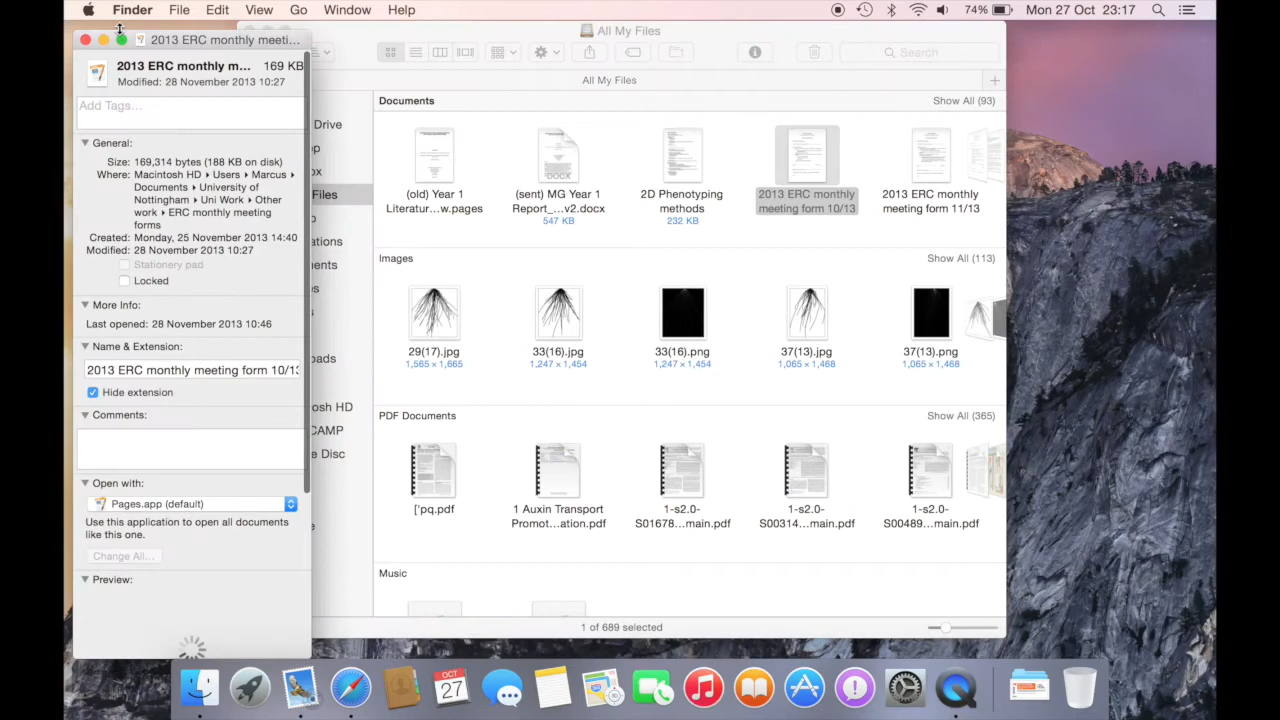 Finder File Edit View Go Window Help
74% Mon 27 Oct 23:17
2013 ERC monthly meeti...
2013 ERC monthly m... 169 KB
Modified: 28 November 2013 10:27
Add Tags...
General:
Size: 169,314 bytes (188 KB on disk)
Where: Macintosh HD ▸ Users ▸ Marcus ▸
Documents ▸ University of
Nottingham ▸ Uni Work ▸ Other
work ▸ ERC monthly meeting
forms
Created: Monday, 25 November 2013 14:40
Modified: 28 November 2013 10:27
Stationery pad
Locked
More Info:
Last opened: 28 November 2013 10:46
Name & Extension:
2013 ERC monthly meeting form 10/13
Hide extension
Comments:
Open with:
Pages.app (default)
Use this application to open all documents
like this one.
Change All...
Preview:
All My Files
Search
All My Files
Drive
op
ox
Files
p
ations
ments
es
s
oads
osh HD
CAMP
e Disc
e
Documents Show All (93)
(old) Year 1
Literatur...w.pages
(sent) MG Year 1
Report_...v2.docx
547 KB
2D Phenotyping
methods
232 KB
2013 ERC monthly
meeting form 10/13
2013 ERC monthly
meeting form 11/13
DOCX
Images Show All (113)
29(17).jpg
1,565 × 1,665
33(16).jpg
1,247 × 1,454
33(16).png
1,247 × 1,454
37(13).jpg
1,065 × 1,468
37(13).png
1,065 × 1,468
PDF Documents Show All (365)
['pq.pdf
1 Auxin Transport
Promot...ation.pdf
1-s2.0-
S01678...main.pdf
1-s2.0-
S00314...main.pdf
1-s2.0-
S00489...main.pdf
Music
1 of 689 selected
OCT
27